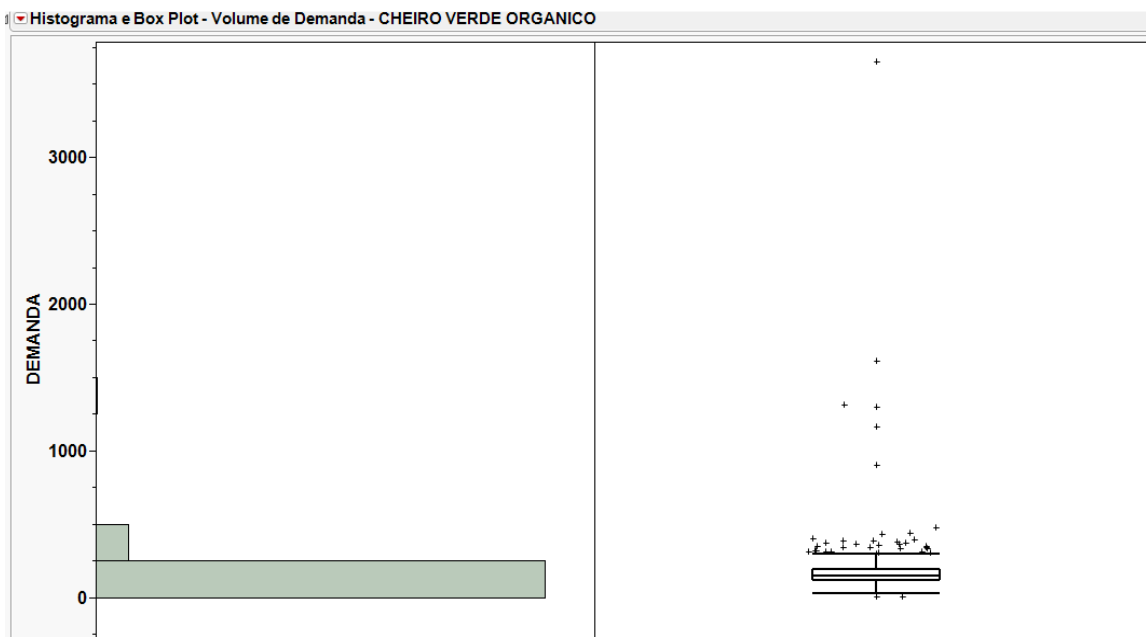 Histograma e Box Plot - Volume de Demanda - CHEIRO VERDE ORGANICO
3000
2000
1000
0
DEMANDA